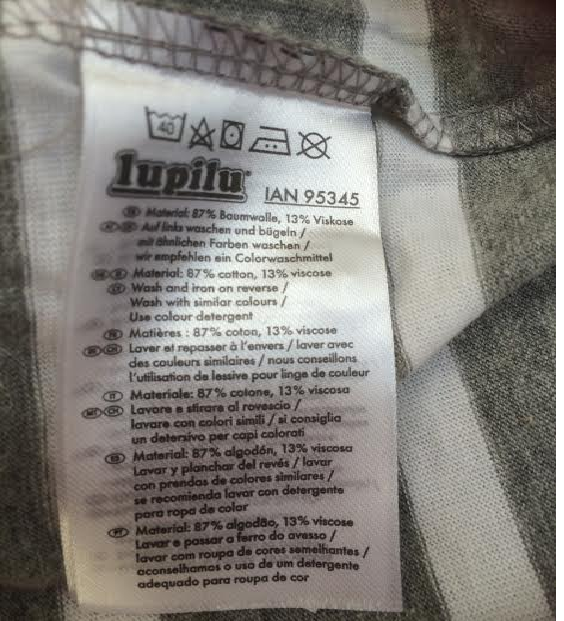 40
lupilu
IAN 95345
Material: 87% Baumwolle, 13% Viskose
Auf links waschen und bügeln /
mit ähnlichen Farben waschen /
wir empfehlen ein Colorwaschmittel
Material: 87% cotton, 13% viscose
Wash and iron on reverse /
Wash with similar colours /
Use colour detergent
Matières : 87% coton, 13% viscose
Laver et repasser à l'envers / laver avec
des couleurs similaires / nous conseillons
l'utilisation de lessive pour linge de couleur
IT Materiale: 87% cotone, 13% viscosa
MT CH Lavare e stirare al rovescio /
lavare con colori simili / si consiglia
un detersivo per capi colorati
ES Material: 87% algodón, 13% viscosa
Lavar y planchar del revés / lavar
con prendas de colores similares /
se recomienda lavar con detergente
para ropa de color
PT Material: 87% algodão, 13% viscose
Lavar e passar a ferro do avesso /
lavar com roupa de cores semelhantes /
aconselhamos o uso de um detergente
adequado para roupa de cor